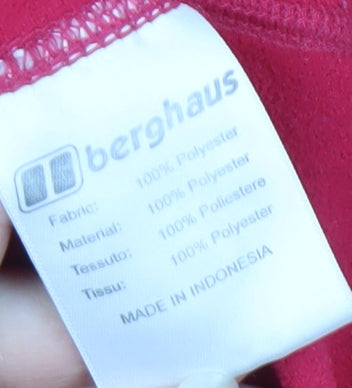 berghaus
Fabric: 100% Polyester
Material: 100% Polyester
Tessuto: 100% Poliestere
Tissu: 100% Polyester
MADE IN INDONESIA